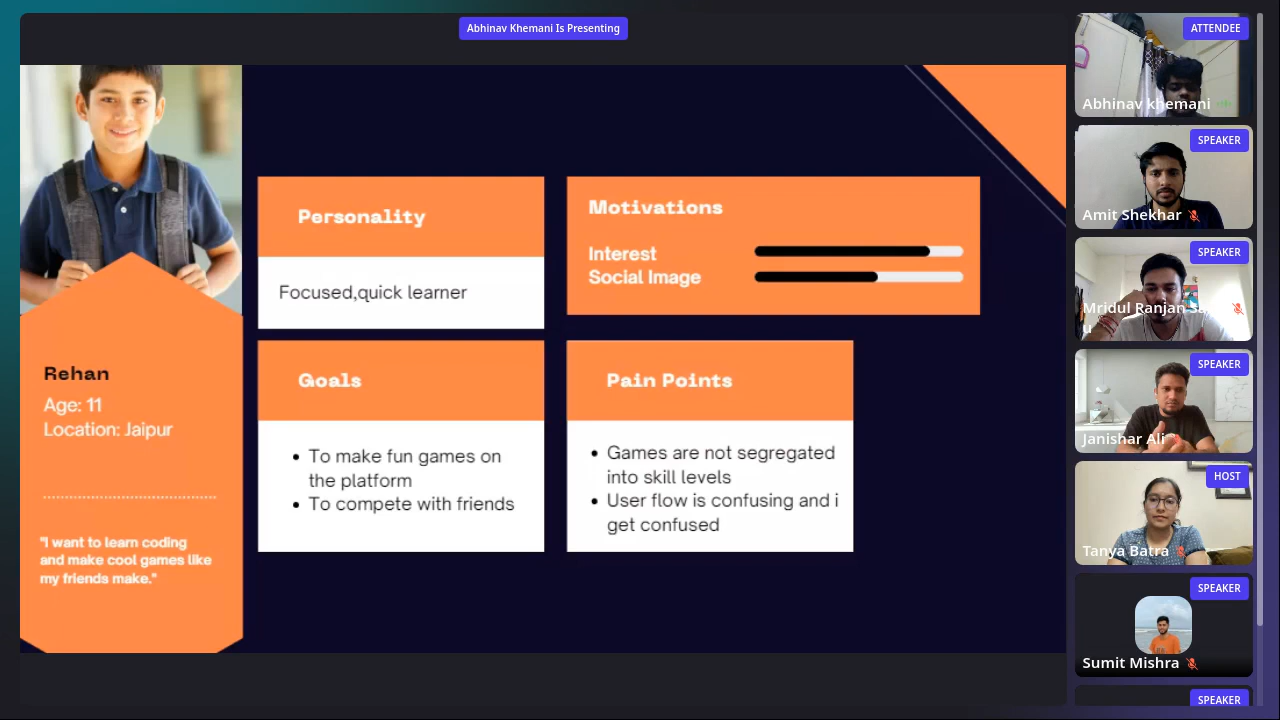 Abhinav Khemani Is Presenting
Personality
Focused,quick learner
Motivations
Interest
Social Image
Rehan
Age: 11
Location: Jaipur
"I want to learn coding
and make cool games like
my friends make."
Goals
To make fun games on
the platform
To compete with friends
Pain Points
Games are not segregated
into skill levels
User flow is confusing and i
get confused
ATTENDEE
Abhinav khemani
SPEAKER
Amit Shekhar
SPEAKER
Mridul Ranjan
u
SPEAKER
Janishar Ali
HOST
Tanya Batra
SPEAKER
Sumit Mishra
SPEAKER